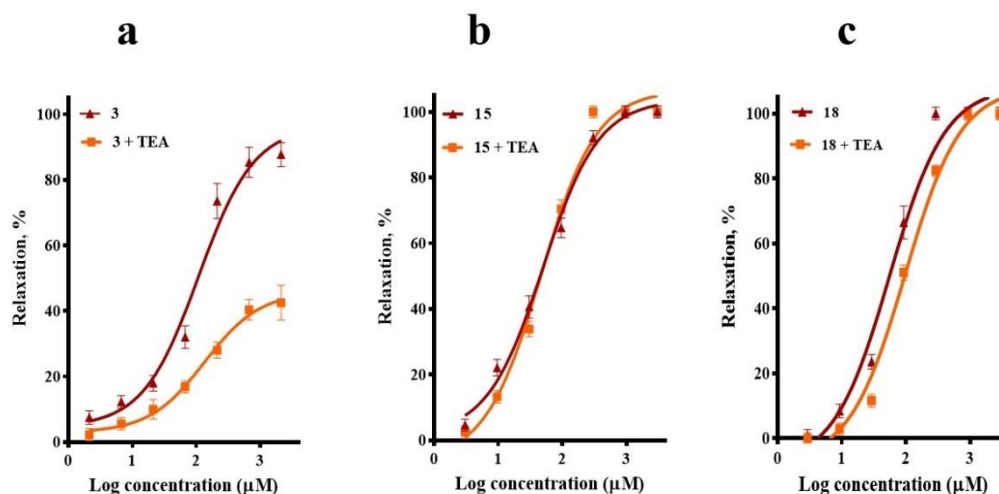 a
b
c
3
3 + TEA
15
15 + TEA
18
18 + TEA
Relaxation, %
100
80
60
40
20
0
0
1
2
3
Log concentration (µM)
Relaxation, %
100
80
60
40
20
0
0
1
2
3
Log concentration (µM)
Relaxation, %
100
80
60
40
20
0
0
1
2
3
Log concentration (µM)